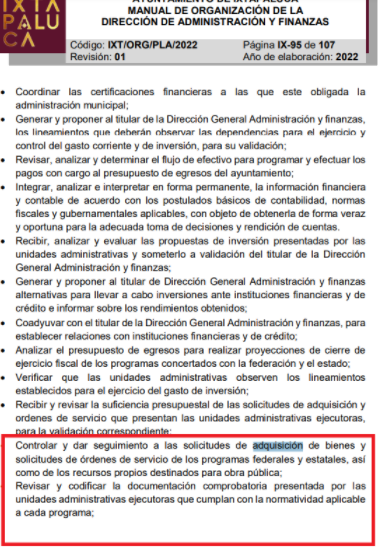 IXTA
PALU
CA
AYUNTAMIENTO DE IXTAPALUCA
MANUAL DE ORGANIZACIÓN DE LA
DIRECCIÓN DE ADMINISTRACIÓN Y FINANZAS
Código: IXT/ORG/PLA/2022 Página IX-95 de 107
Revisión: 01 Año de elaboración: 2022
• Coordinar las certificaciones financieras a las que este obligada la
administración municipal;
• Generar y proponer al titular de la Dirección General Administración y finanzas,
los lineamientos que deberán observar las dependencias para el ejercicio y
control del gasto corriente y de inversión, para su validación;
• Revisar, analizar y determinar el flujo de efectivo para programar y efectuar los
pagos con cargo al presupuesto de egresos del ayuntamiento;
• Integrar, analizar e interpretar en forma permanente, la información financiera
y contable de acuerdo con los postulados básicos de contabilidad, normas
fiscales y gubernamentales aplicables, con objeto de obtenerla de forma veraz
y oportuna para la adecuada toma de decisiones y rendición de cuentas.
• Recibir, analizar y evaluar las propuestas de inversión presentadas por las
unidades administrativas y someterlo a validación del titular de la Dirección
General Administración y finanzas;
• Generar y proponer al titular de Dirección General Administración y finanzas
alternativas para llevar a cabo inversiones ante instituciones financieras y de
crédito e informar sobre los rendimientos obtenidos;
• Coadyuvar con el titular de la Dirección General Administración y finanzas, para
establecer relaciones con instituciones financieras y de crédito;
• Analizar el presupuesto de egresos para realizar proyecciones de cierre de
ejercicio fiscal de los programas concertados con la federación y el estado;
• Verificar que las unidades administrativas observen los lineamientos
establecidos para el ejercicio del gasto de inversión;
• Recibir y revisar la suficiencia presupuestal de las solicitudes de adquisición y
ordenes de servicio que presentan las unidades administrativas ejecutoras,
para la validación correspondiente;
Controlar y dar seguimiento a las solicitudes de adquisición de bienes y
solicitudes de órdenes de servicio de los programas federales y estatales, así
como de los recursos propios destinados para obra pública;
Revisar y codificar la documentación comprobatoria presentada por las
unidades administrativas ejecutoras que cumplan con la normatividad aplicable
a cada programa;